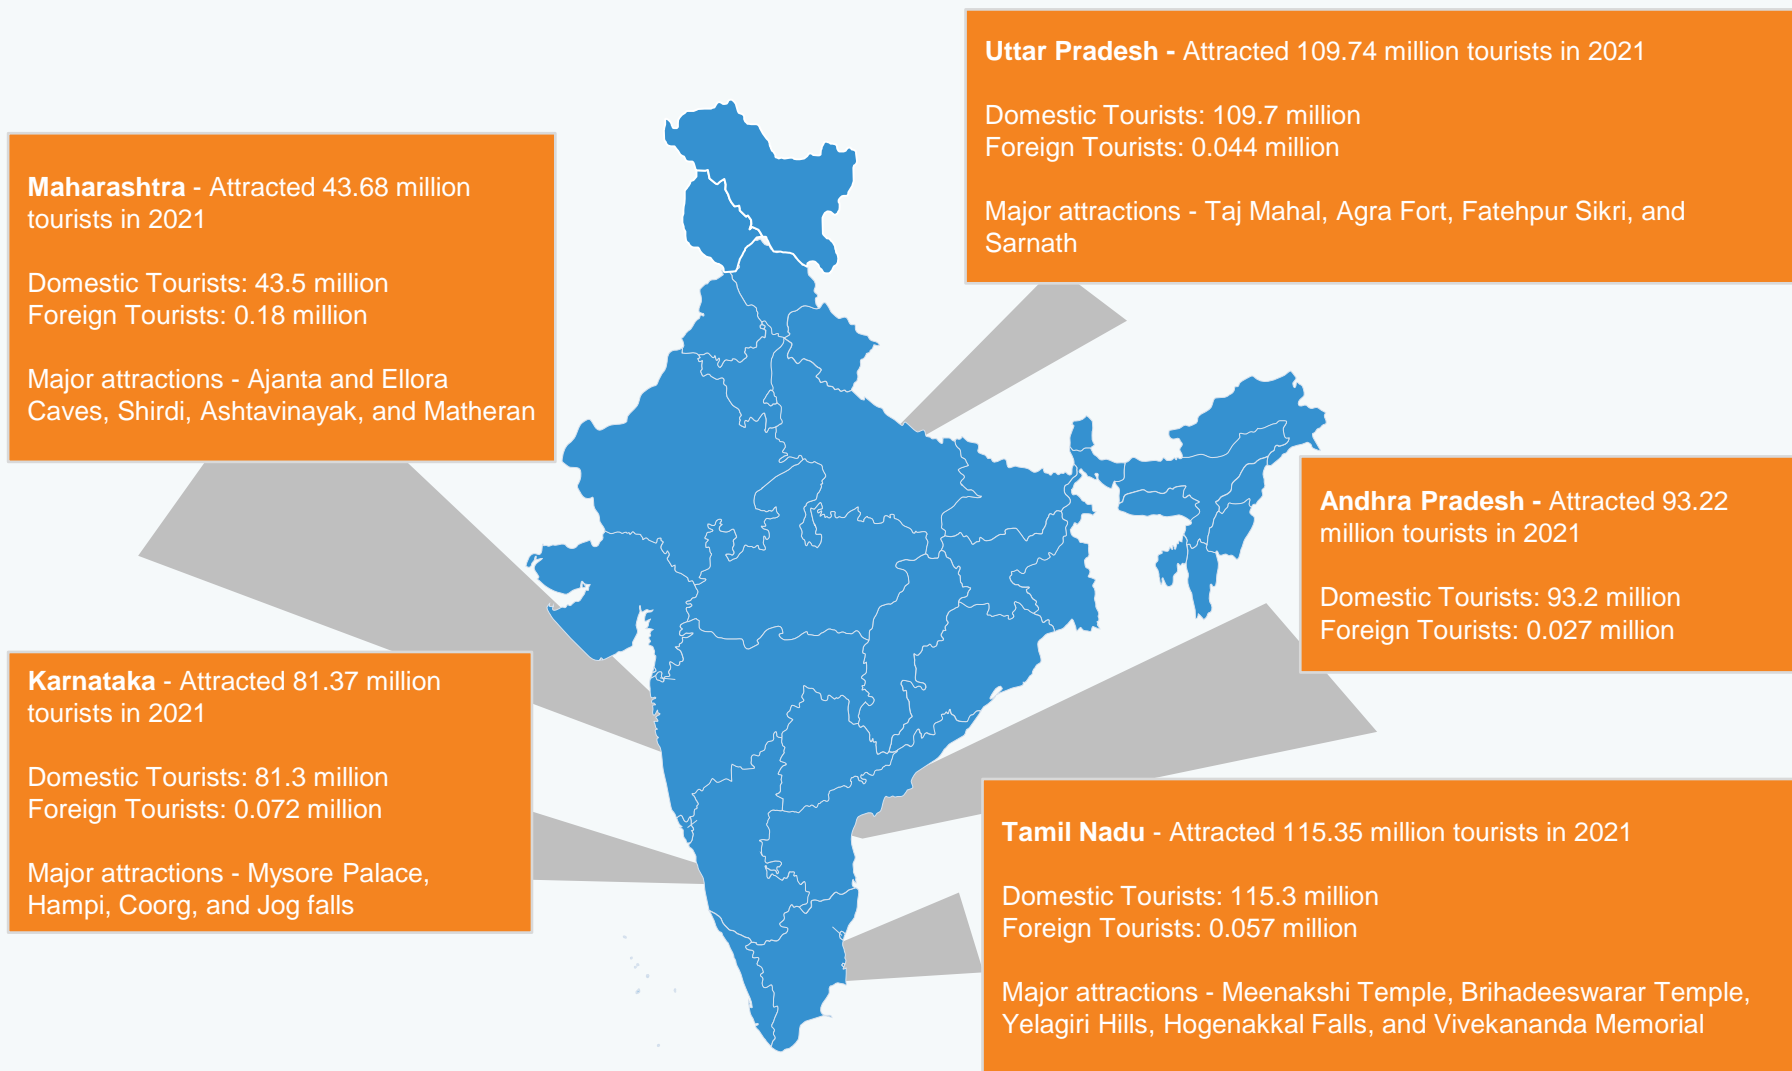 Uttar Pradesh - Attracted 109.74 million tourists in 2021
Domestic Tourists: 109.7 million
Foreign Tourists: 0.044 million
Major attractions - Taj Mahal, Agra Fort, Fatehpur Sikri, and
Sarnath
Maharashtra - Attracted 43.68 million
tourists in 2021
Domestic Tourists: 43.5 million
Foreign Tourists: 0.18 million
Major attractions - Ajanta and Ellora
Caves, Shirdi, Ashtavinayak, and Matheran
Andhra Pradesh - Attracted 93.22
million tourists in 2021
Domestic Tourists: 93.2 million
Foreign Tourists: 0.027 million
Karnataka - Attracted 81.37 million
tourists in 2021
Domestic Tourists: 81.3 million
Foreign Tourists: 0.072 million
Major attractions - Mysore Palace,
Hampi, Coorg, and Jog falls
Tamil Nadu - Attracted 115.35 million tourists in 2021
Domestic Tourists: 115.3 million
Foreign Tourists: 0.057 million
Major attractions - Meenakshi Temple, Brihadeeswarar Temple,
Yelagiri Hills, Hogenakkal Falls, and Vivekananda Memorial